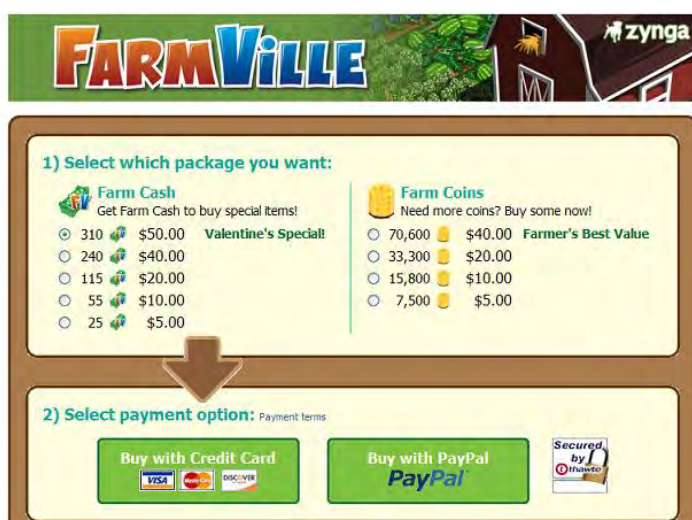 FARMVILLE
zynga
1) Select which package you want:
Farm Cash
Get Farm Cash to buy special items!
310 $50.00 Valentine's Special!
240 $40.00
115 $20.00
55 $10.00
25 $5.00
Farm Coins
Need more coins? Buy some now!
70,600 $40.00 Farmer's Best Value
33,300 $20.00
15,800 $10.00
7,500 $5.00
2) Select payment option: Payment terms
Buy with Credit Card
VISA MasterCard DISCOVER
Buy with PayPal
PayPal
Secured
by
thawte